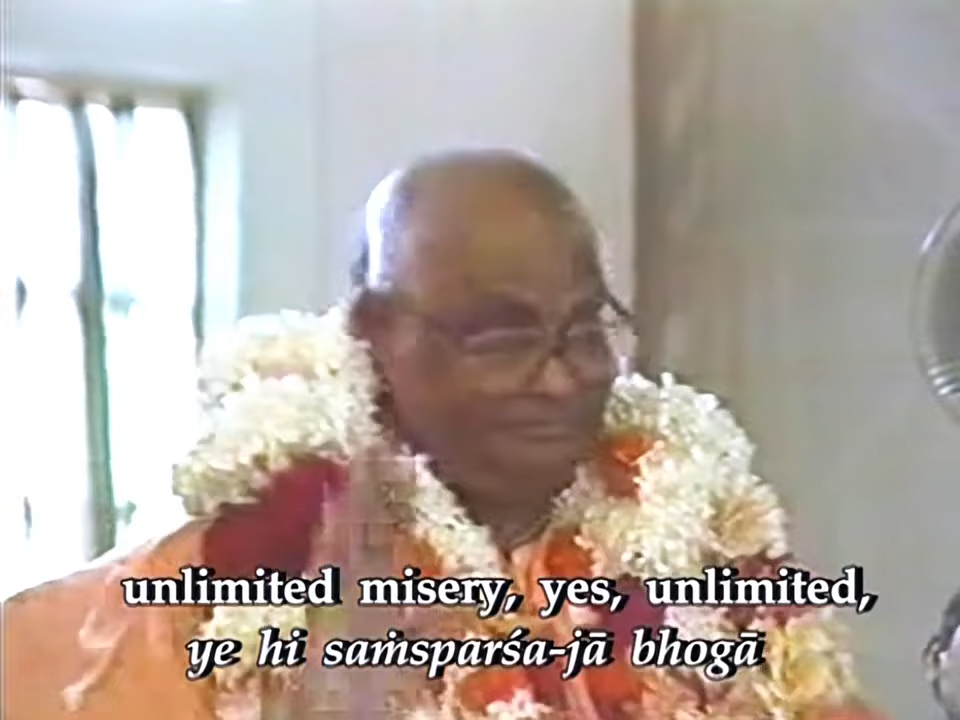 unlimited misery, yes, unlimited,
ye hi saṁsparśa-jā bhogā